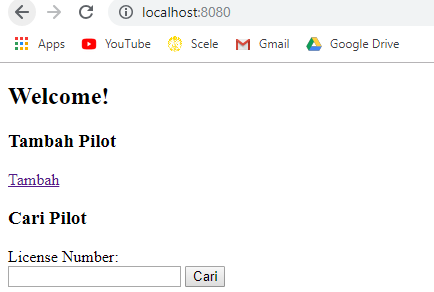 localhost:8080
Apps YouTube Scele Gmail Google Drive
Welcome!
Tambah Pilot
Tambah
Cari Pilot
License Number:
Cari